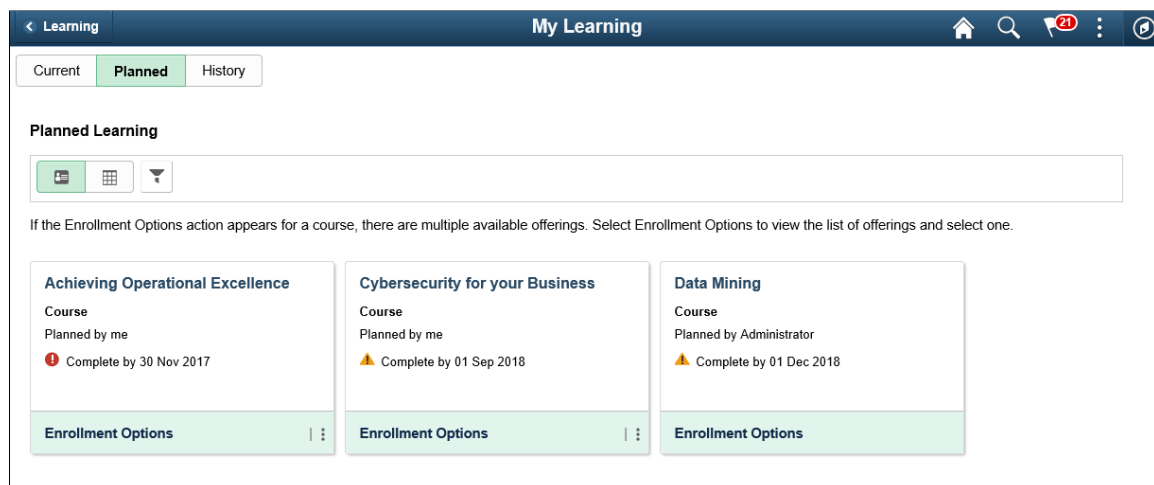 Learning
My Learning
21
Current
Planned
History
Planned Learning
If the Enrollment Options action appears for a course, there are multiple available offerings. Select Enrollment Options to view the list of offerings and select one.
Achieving Operational Excellence
Course
Planned by me
Complete by 30 Nov 2017
Enrollment Options
Cybersecurity for your Business
Course
Planned by me
Complete by 01 Sep 2018
Enrollment Options
Data Mining
Course
Planned by Administrator
Complete by 01 Dec 2018
Enrollment Options